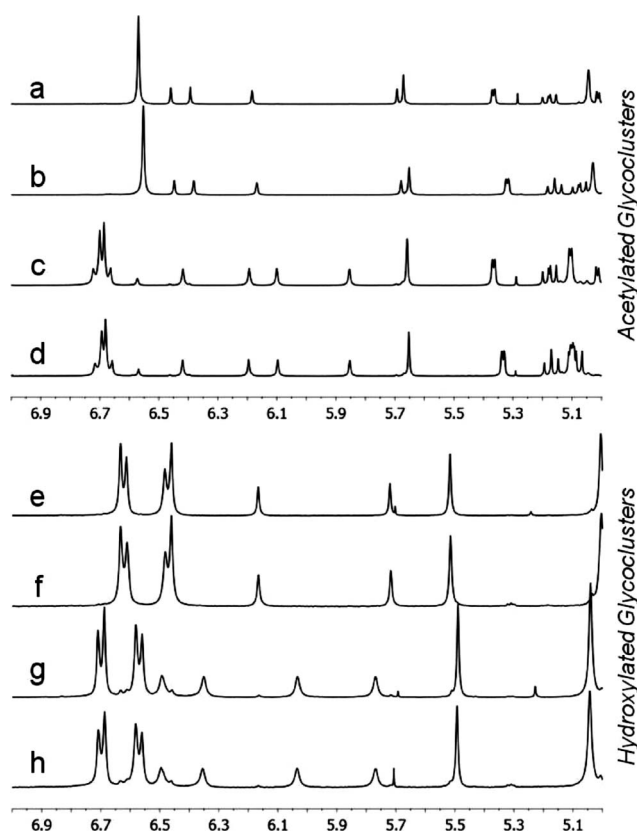 a
b
c
d
6.9 6.7 6.5 6.3 6.1 5.9 5.7 5.5 5.3 5.1
Acetylated Glycoclusters
e
f
g
h
6.9 6.7 6.5 6.3 6.1 5.9 5.7 5.5 5.3 5.1
Hydroxylated Glycoclusters